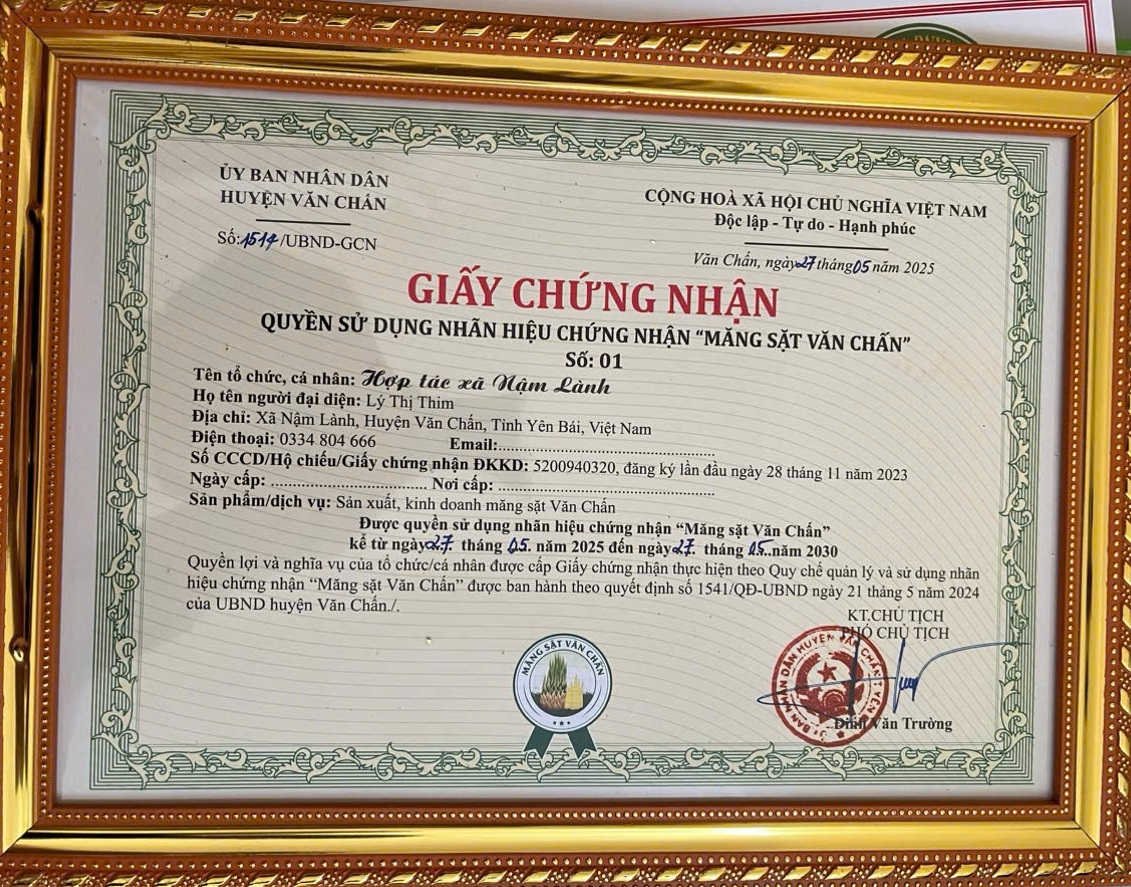 ỦY BAN NHÂN DÂN
HUYỆN VĂN CHẤN
Số:1514/UBND-GCN
CỘNG HOÀ XÃ HỘI CHỦ NGHĨA VIỆT NAM
Độc lập - Tự do - Hạnh phúc
Văn Chấn, ngày 27 tháng 05 năm 2025
GIẤY CHỨNG NHẬN
QUYỀN SỬ DỤNG NHÃN HIỆU CHỨNG NHẬN “MĂNG SẶT VĂN CHẤN”
Số: 01
Tên tổ chức, cá nhân: Hợp tác xã Nậm Lành
Họ tên người đại diện: Lý Thị Thim
Địa chỉ: Xã Nậm Lành, Huyện Văn Chấn, Tỉnh Yên Bái, Việt Nam
Điện thoại: 0334 804 666 Email:..............................
Số CCCD/Hộ chiếu/Giấy chứng nhận ĐKKD: 5200940320, đăng ký lần đầu ngày 28 tháng 11 năm 2023
Ngày cấp: .............................. Nơi cấp: ..............................
Sản phẩm/dịch vụ: Sản xuất, kinh doanh măng sặt Văn Chấn
Được quyền sử dụng nhãn hiệu chứng nhận “Măng sặt Văn Chấn”
kể từ ngày 27. tháng 05. năm 2025 đến ngày 27. tháng 05..năm 2030
Quyền lợi và nghĩa vụ của tổ chức/cá nhân được cấp Giấy chứng nhận thực hiện theo Quy chế quản lý và sử dụng nhãn
hiệu chứng nhận “Măng sặt Văn Chấn” được ban hành theo quyết định số 1541/QĐ-UBND ngày 21 tháng 5 năm 2024
của UBND huyện Văn Chấn./.
KT.CHỦ TỊCH
PHÓ CHỦ TỊCH
MĂNG SẶT VĂN CHẤN
Đinh Văn Trường